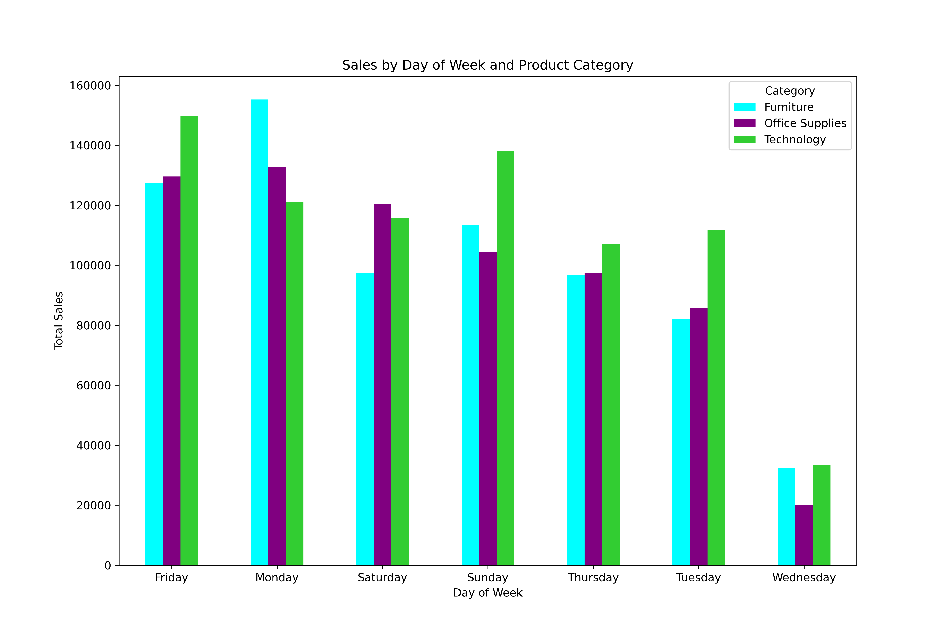 Sales by Day of Week and Product Category
Category
Furniture
Office Supplies
Technology
160000
140000
120000
100000
80000
60000
40000
20000
0
Total Sales
Friday
Monday
Saturday
Sunday
Thursday
Tuesday
Wednesday
Day of Week